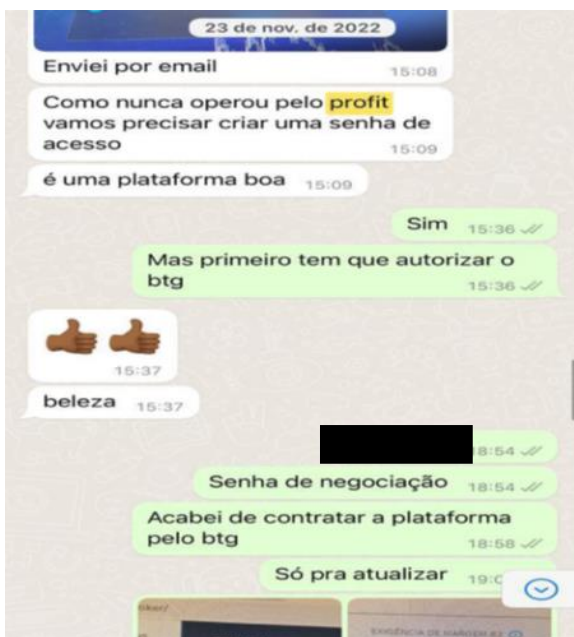 23 de nov. de 2022
Enviei por email
15:08
Como nunca operou pelo profit
vamos precisar criar uma senha de
acesso
15:09
é uma plataforma boa 15:09
Sim 15:36
Mas primeiro tem que autorizar o
btg
15:36
15:37
beleza 15:37
18:54
Senha de negociação 18:54
Acabei de contratar a plataforma
pelo btg
18:58
Só pra atualizar